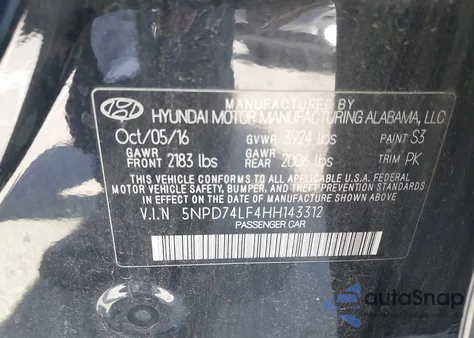 MANUFACTURED BY
HYUNDAI MOTOR MANUFACTURING ALABAMA, LLC
Oct/05/16 GVWR 3924 lbs PAINT S3
GAWR FRONT 2183 lbs GAWR REAR 2006 lbs TRIM PK
THIS VEHICLE CONFORMS TO ALL APPLICABLE U.S.A. FEDERAL
MOTOR VEHICLE SAFETY, BUMPER, AND THEFT PREVENTION STANDARDS
IN EFFECT ON THE DATE OF MANUFACTURE SHOWN ABOVE
V.I.N 5NPD74LF4HH143312
PASSENGER CAR
autoSnap